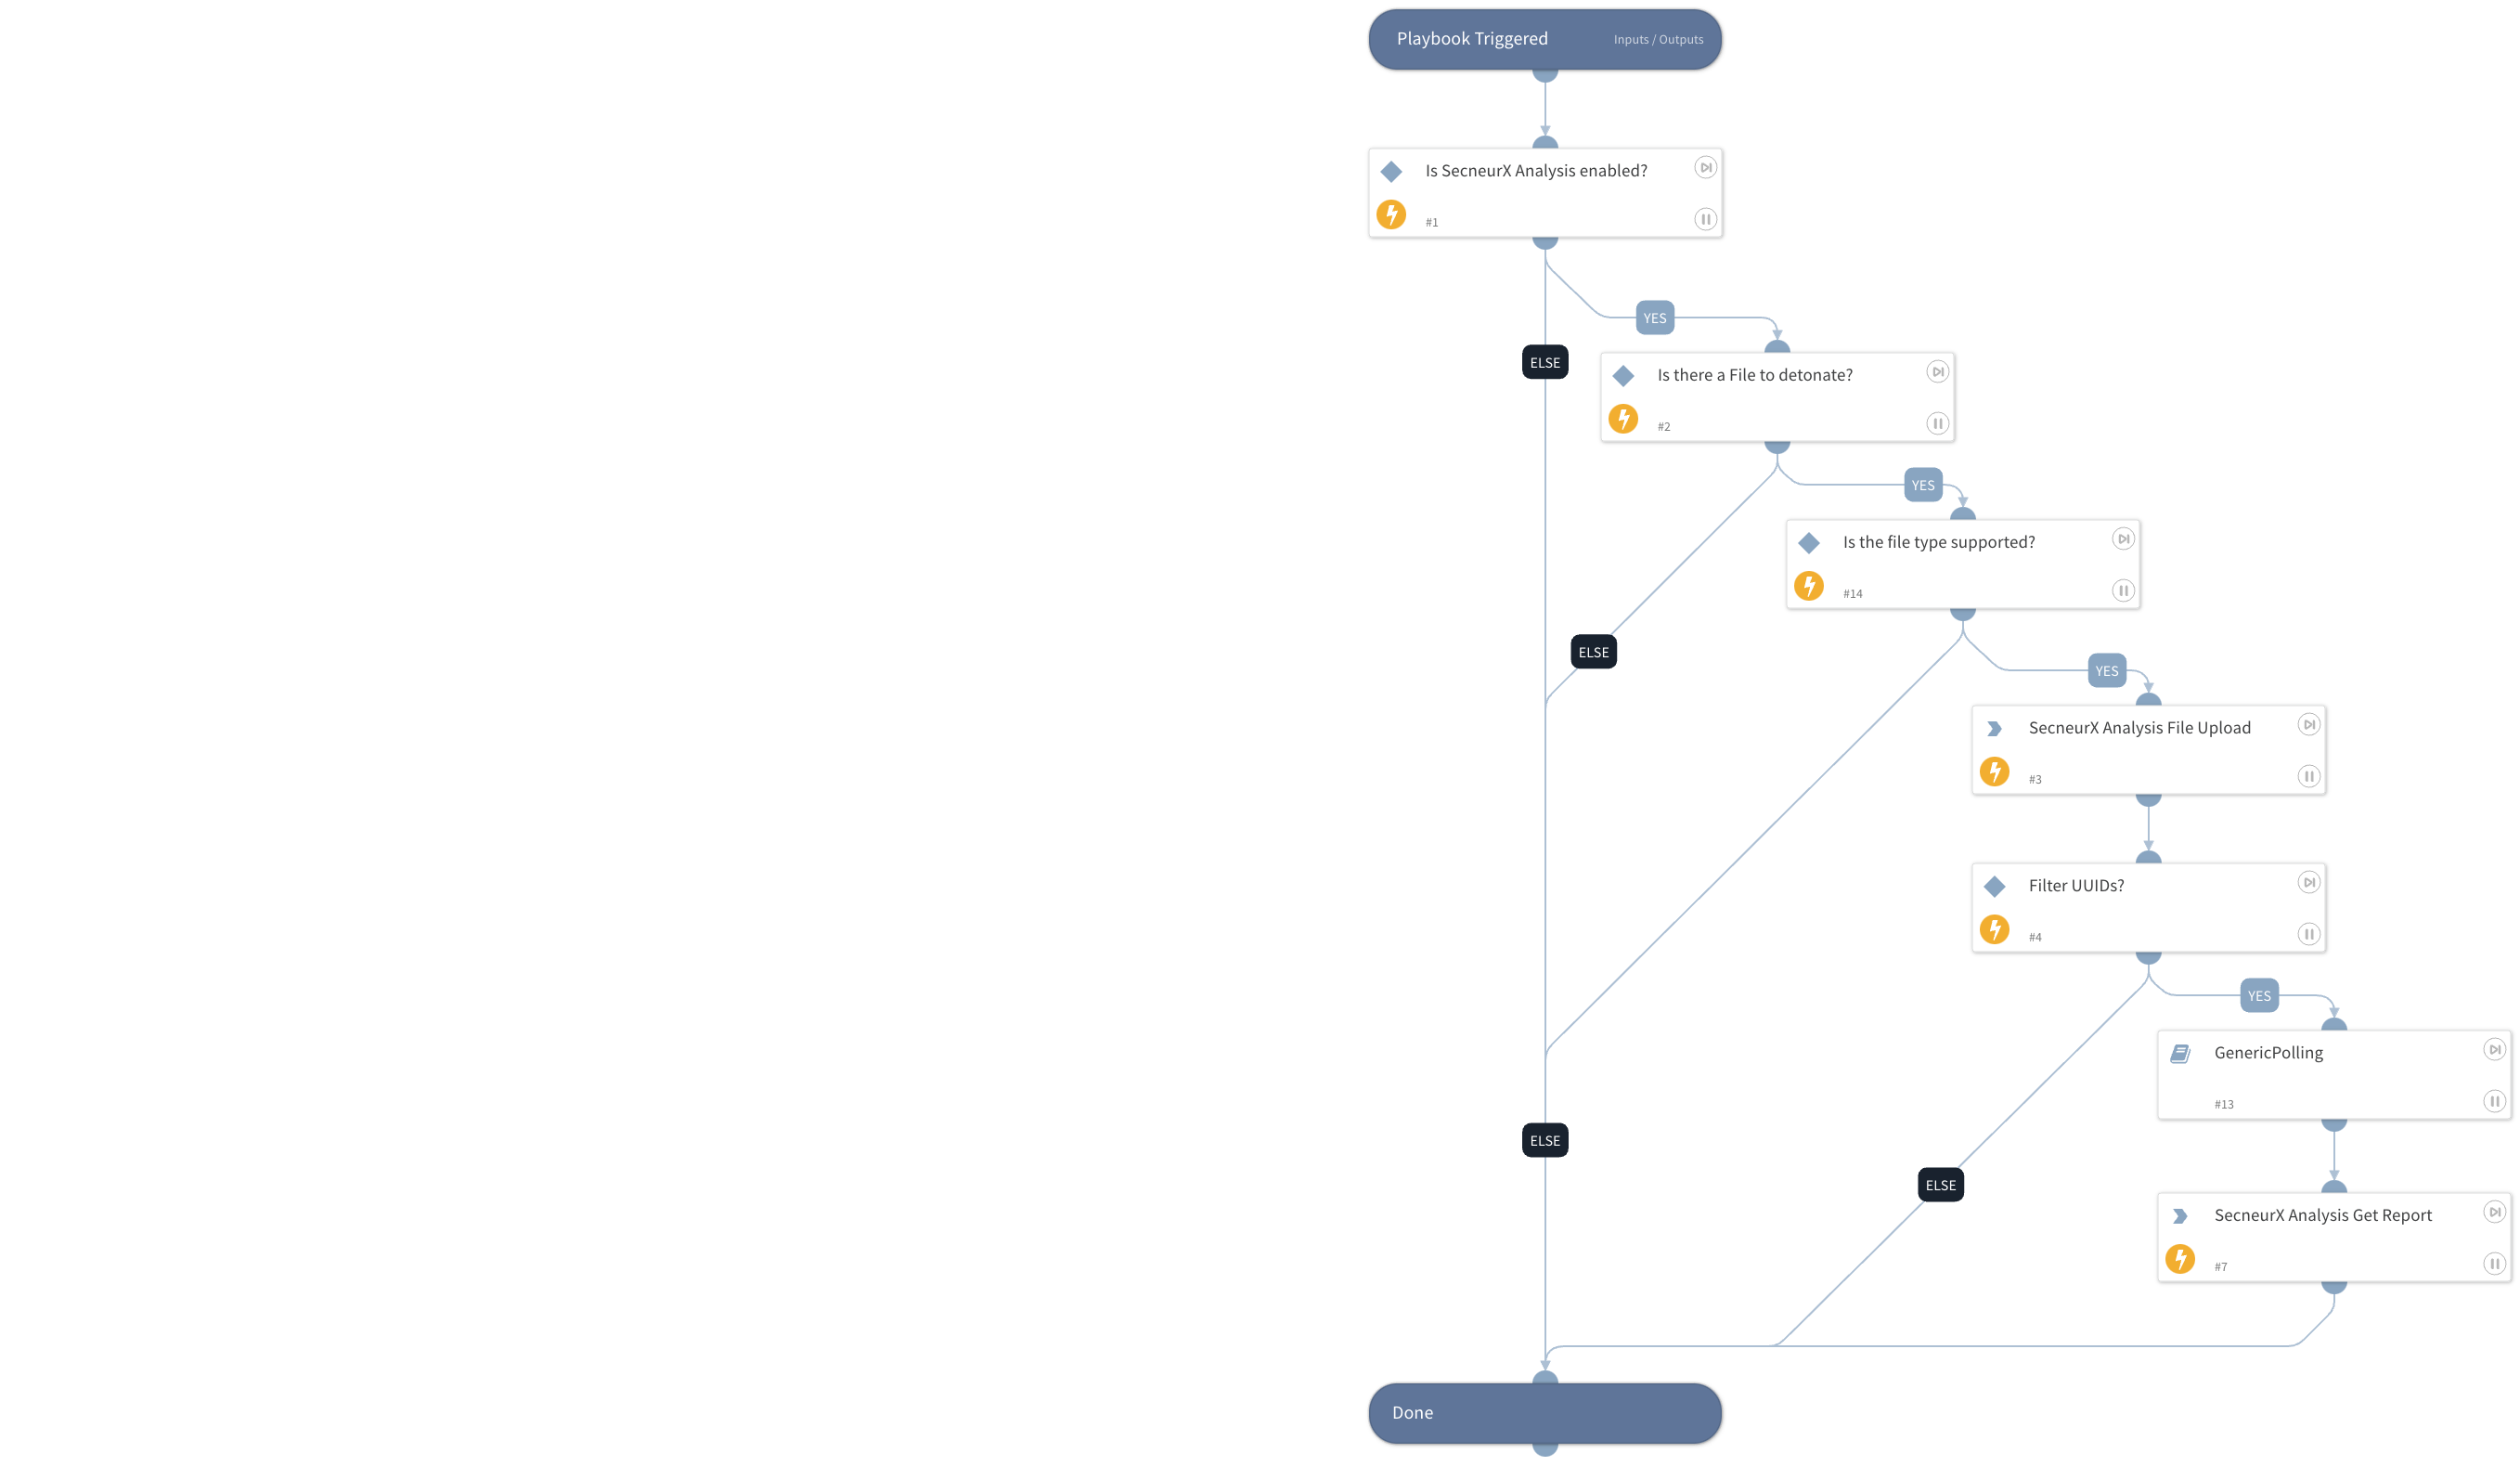 Playbook Triggered Inputs / Outputs
Is SecneurX Analysis enabled?
#1
YES
ELSE
Is there a File to detonate?
#2
YES
Is the file type supported?
#14
ELSE
YES
SecneurX Analysis File Upload
#3
Filter UUIDs?
#4
YES
GenericPolling
#13
ELSE
ELSE
SecneurX Analysis Get Report
#7
Done